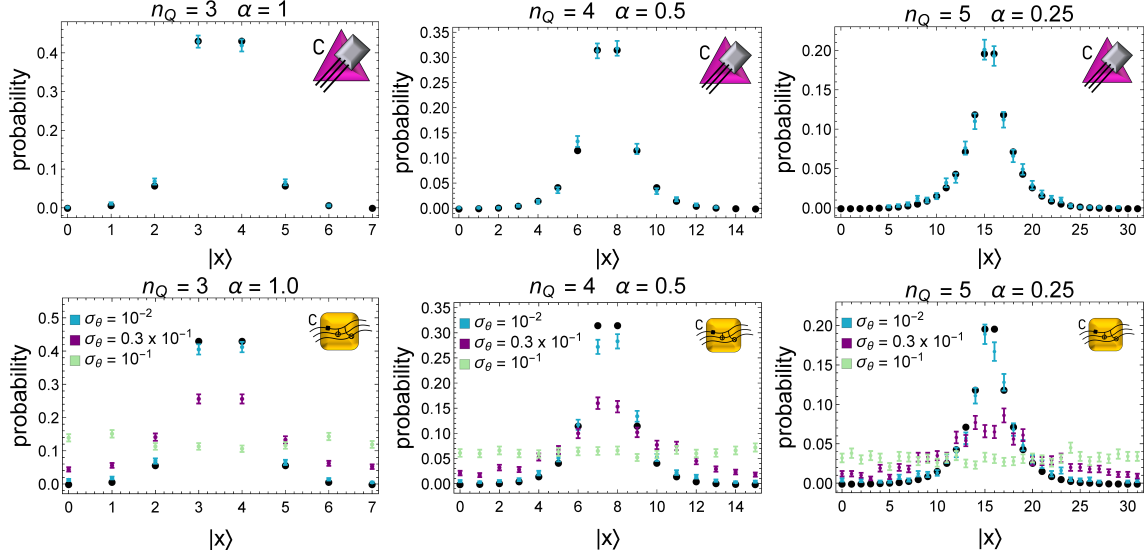 n_Q = 3 α = 1
n_Q = 4 α = 0.5
n_Q = 5 α = 0.25
probability
0.4
0.3
0.2
0.1
0.0
C
0 1 2 3 4 5 6 7
|x⟩
probability
0.35
0.30
0.25
0.20
0.15
0.10
0.05
0.00
C
0 2 4 6 8 10 12 14
|x⟩
probability
0.20
0.15
0.10
0.05
0.00
C
0 5 10 15 20 25 30
|x⟩
n_Q = 3 α = 1.0
n_Q = 4 α = 0.5
n_Q = 5 α = 0.25
probability
0.5
0.4
0.3
0.2
0.1
0.0
σ_θ = 10⁻²
σ_θ = 0.3 x 10⁻¹
σ_θ = 10⁻¹
C
0 1 2 3 4 5 6 7
|x⟩
probability
0.35
0.30
0.25
0.20
0.15
0.10
0.05
0.00
σ_θ = 10⁻²
σ_θ = 0.3 x 10⁻¹
σ_θ = 10⁻¹
C
0 2 4 6 8 10 12 14
|x⟩
probability
0.20
0.15
0.10
0.05
0.00
σ_θ = 10⁻²
σ_θ = 0.3 x 10⁻¹
σ_θ = 10⁻¹
C
0 5 10 15 20 25 30
|x⟩